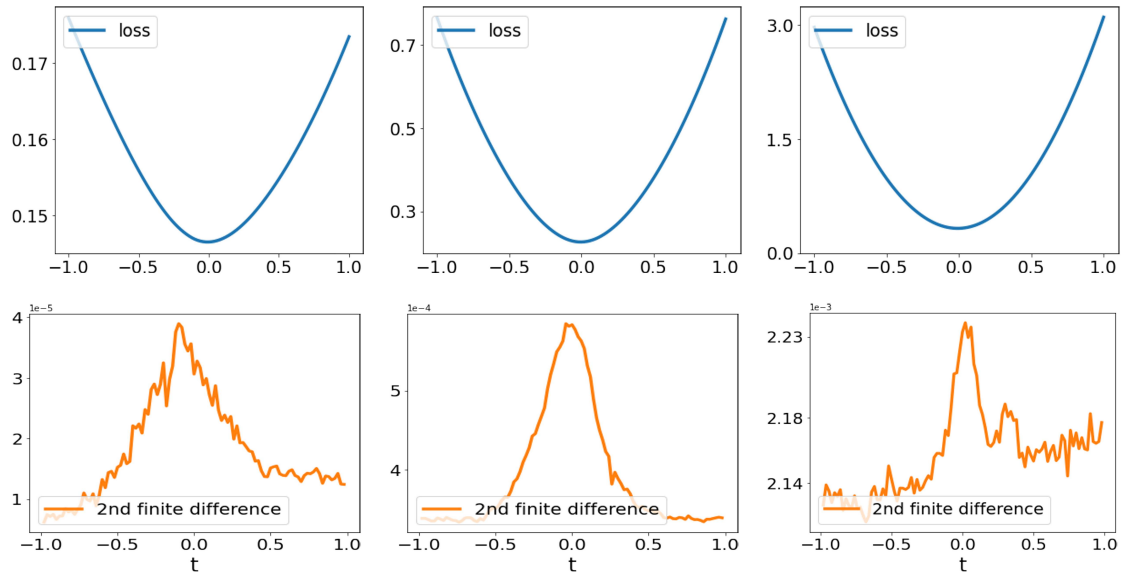 loss
0.17
0.16
0.15
−1.0 −0.5 0.0 0.5 1.0
loss
0.7
0.5
0.3
−1.0 −0.5 0.0 0.5 1.0
loss
3.0
1.5
0.0
−1.0 −0.5 0.0 0.5 1.0
1e−5
4
3
2
1
2nd finite difference
−1.0 −0.5 0.0 0.5 1.0
t
1e−4
5
4
2nd finite difference
−1.0 −0.5 0.0 0.5 1.0
t
1e−3
2.23
2.18
2.14
2nd finite difference
−1.0 −0.5 0.0 0.5 1.0
t